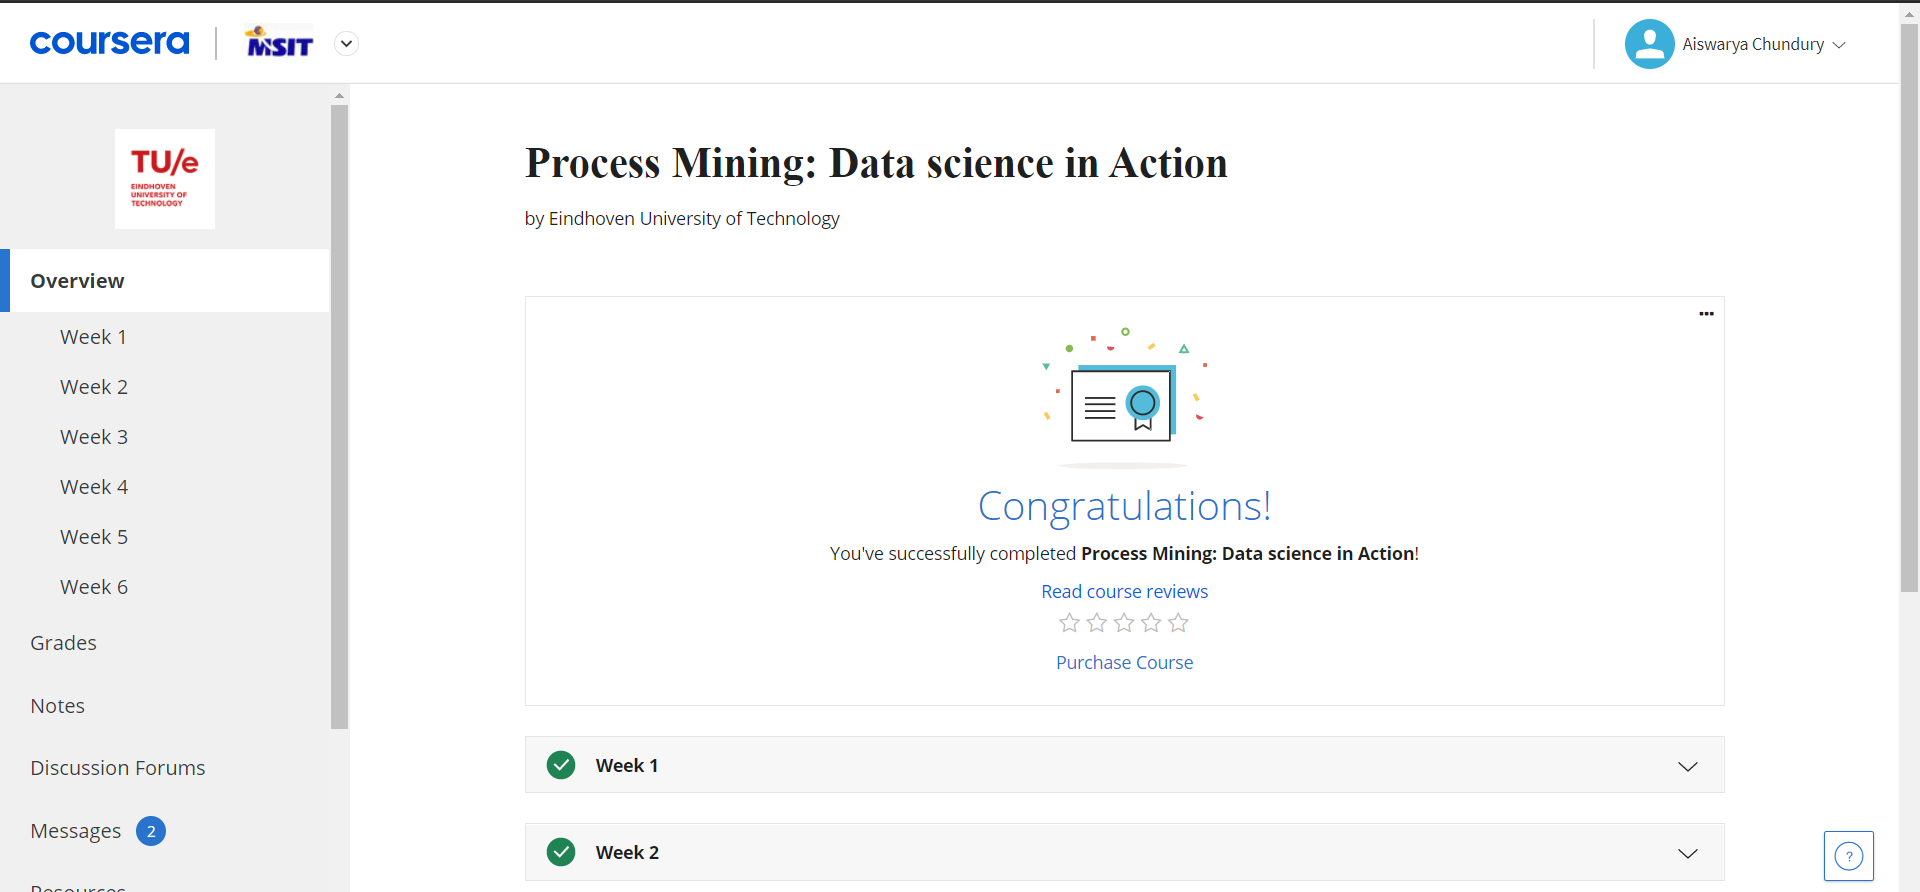 coursera
MSIT
Aiswarya Chundury
TU/e
EINDHOVEN
UNIVERSITY OF
TECHNOLOGY
Overview
Week 1
Week 2
Week 3
Week 4
Week 5
Week 6
Grades
Notes
Discussion Forums
Messages 2
Resources
Process Mining: Data science in Action
by Eindhoven University of Technology
Congratulations!
You've successfully completed Process Mining: Data science in Action!
Read course reviews
Purchase Course
Week 1
Week 2
?